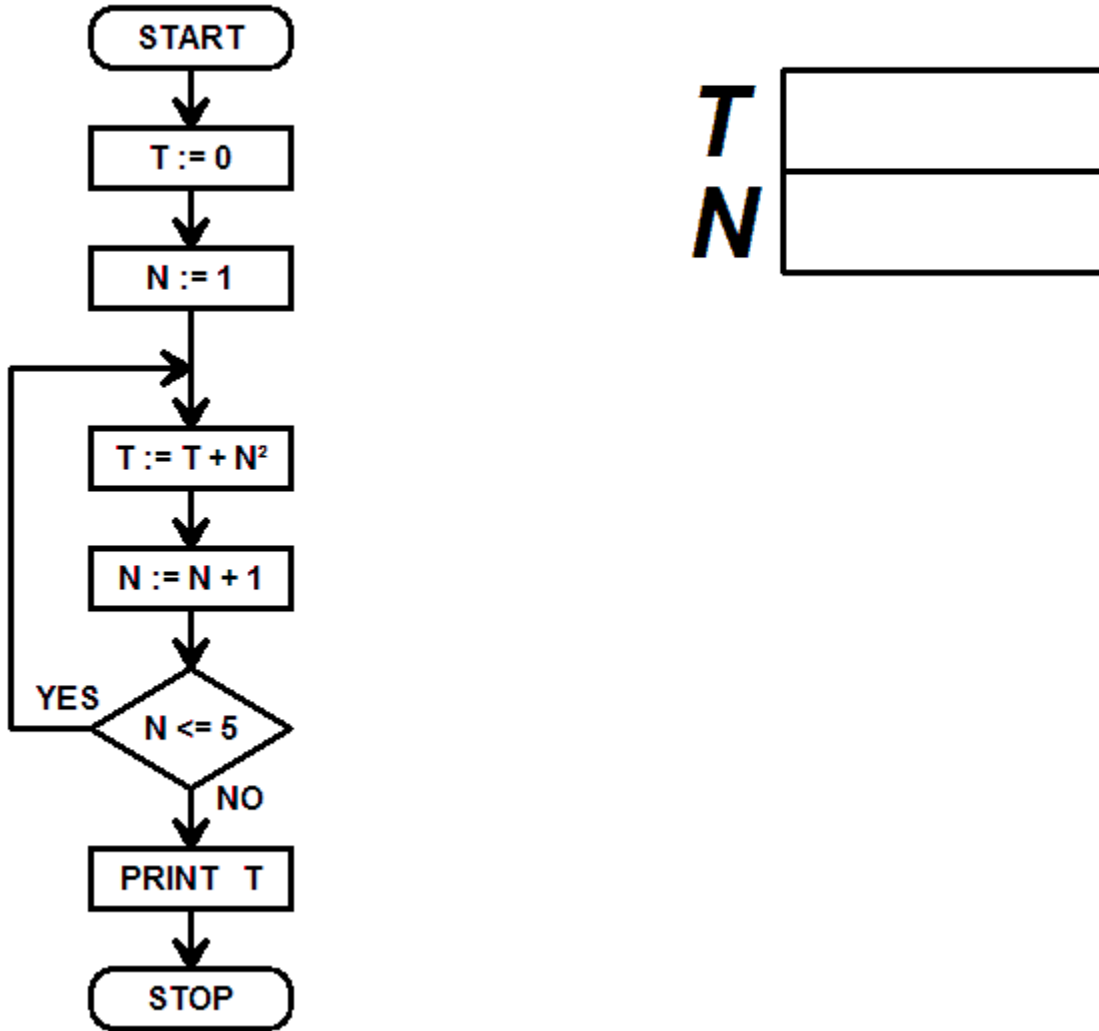 START
T := 0
N := 1
T := T + N²
N := N + 1
YES
N <= 5
NO
PRINT T
STOP
T
N